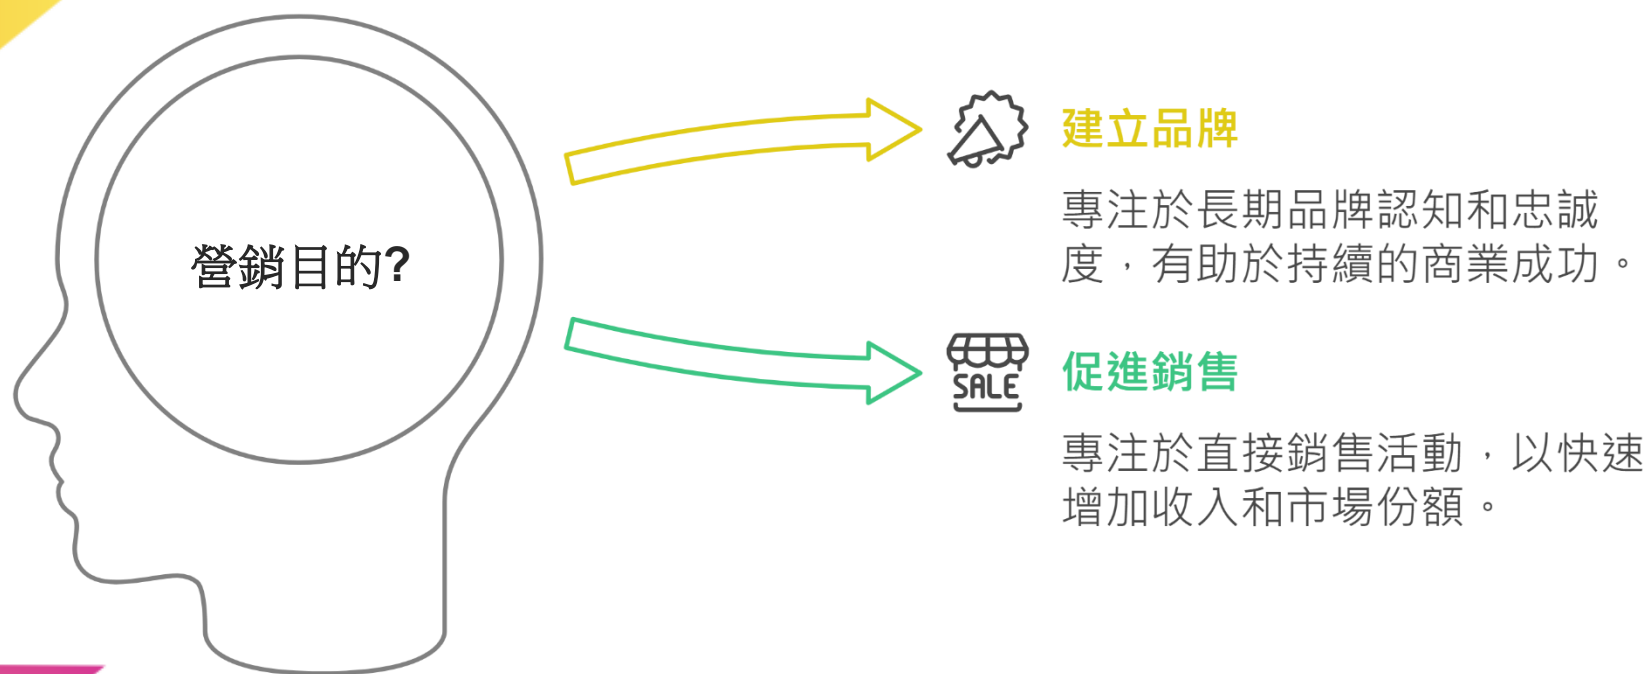 營銷目的?
建立品牌
專注於長期品牌認知和忠誠
度，有助於持續的商業成功。
SALE
促進銷售
專注於直接銷售活動，以快速
增加收入和市場份額。